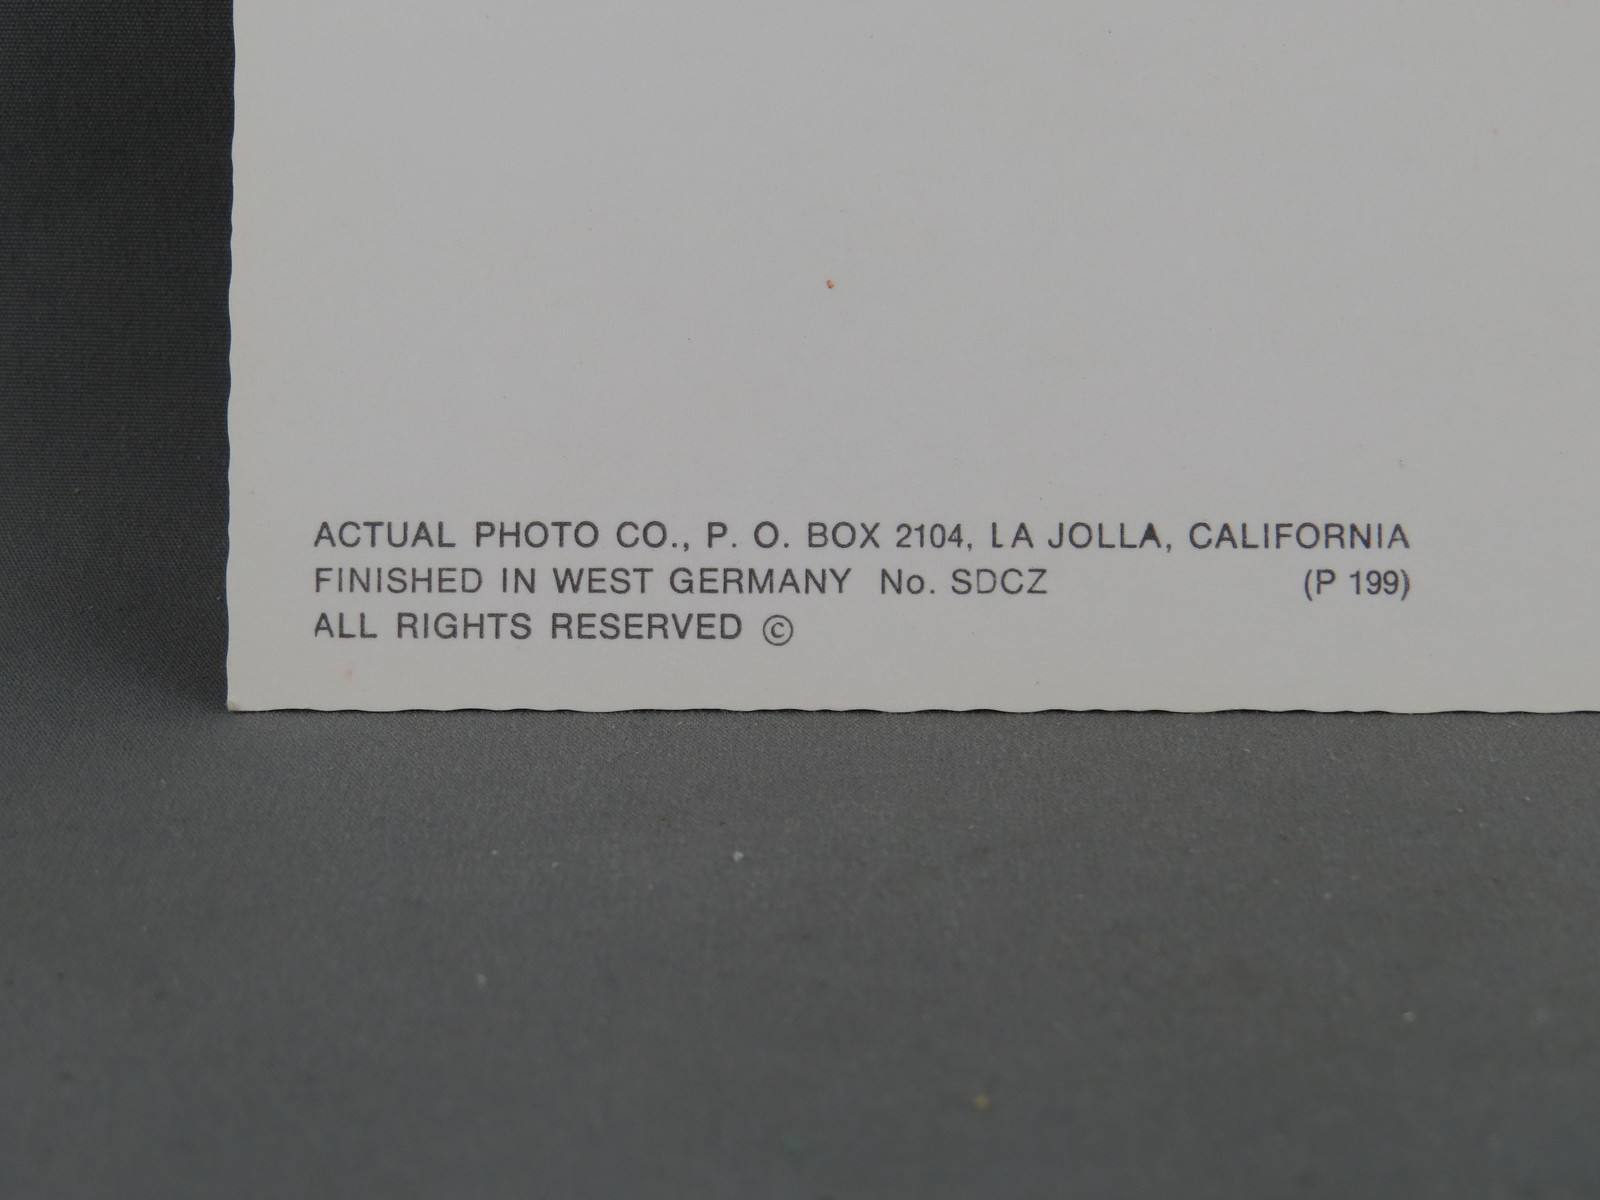 ACTUAL PHOTO CO., P. O. BOX 2104, LA JOLLA, CALIFORNIA
FINISHED IN WEST GERMANY No. SDCZ (P 199)
ALL RIGHTS RESERVED ©